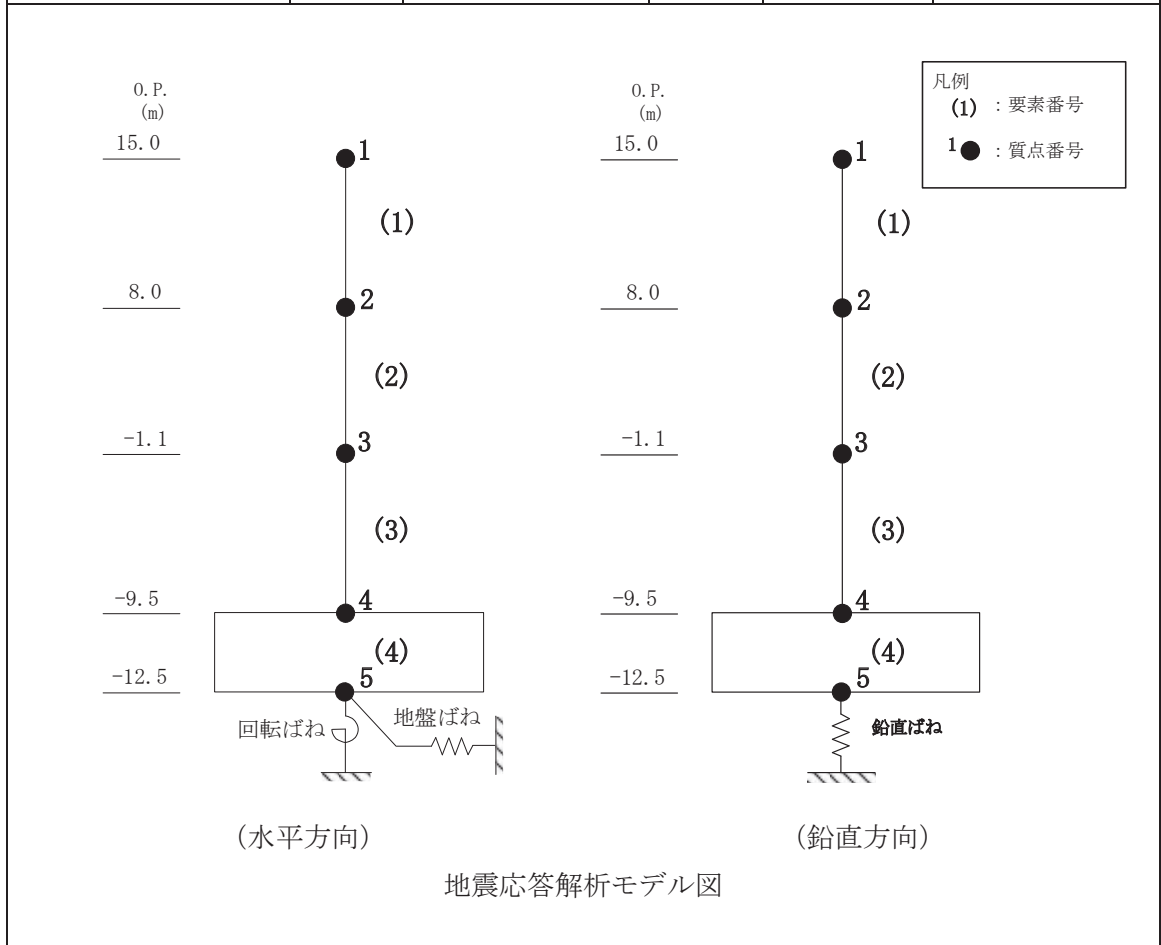 O.P.
(m)
15.0
8.0
-1.1
-9.5
-12.5
1
(1)
2
(2)
3
(3)
4
(4)
5
回転ばね
地盤ばね
(水平方向)
O.P.
(m)
15.0
8.0
-1.1
-9.5
-12.5
1
(1)
2
(2)
3
(3)
4
(4)
5
鉛直ばね
(鉛直方向)
凡例
(1) : 要素番号
1 : 質点番号
地震応答解析モデル図